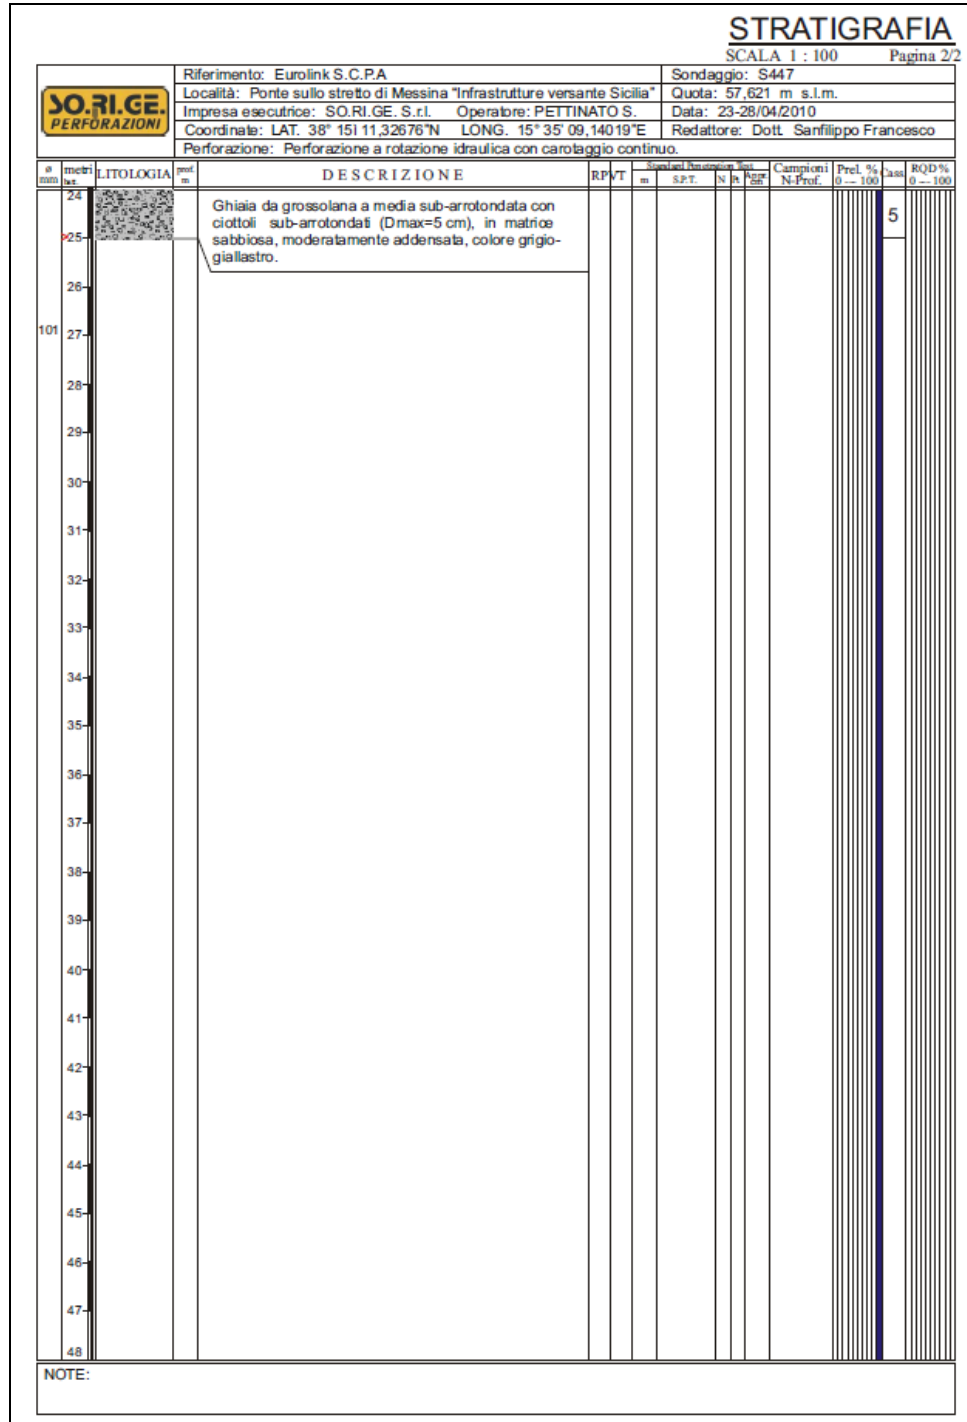 STRATIGRAFIA
SCALA 1 : 100 Pagina 2/2
SO.RI.GE.
PERFORAZIONI
Riferimento: Eurolink S.C.P.A
Sondaggio: S447
Località: Ponte sullo stretto di Messina "Infrastrutture versante Sicilia"
Quota: 57,621 m s.l.m.
Impresa esecutrice: SO.RI.GE. S.r.l. Operatore: PETTINATO S.
Data: 23-28/04/2010
Coordinate: LAT. 38° 15I 11,32676"N LONG. 15° 35' 09,14019"E
Redattore: Dott. Sanfilippo Francesco
Perforazione: Perforazione a rotazione idraulica con carotaggio continuo.
ø mm metri LITOLOGIA prof. m DESCRIZIONE RP VT Standard Penetration Test m S.P.T. N Campioni N-Prof. Prel. % 0 --- 100 Cass. RQD % 0 --- 100
24
Ghiaia da grossolana a media sub-arrotondata con
ciottoli sub-arrotondati (Dmax=5 cm), in matrice
sabbiosa, moderatamente addensata, colore grigio-
giallastro.
5
25
26
101
27
28
29
30
31
32
33
34
35
36
37
38
39
40
41
42
43
44
45
46
47
48
NOTE: